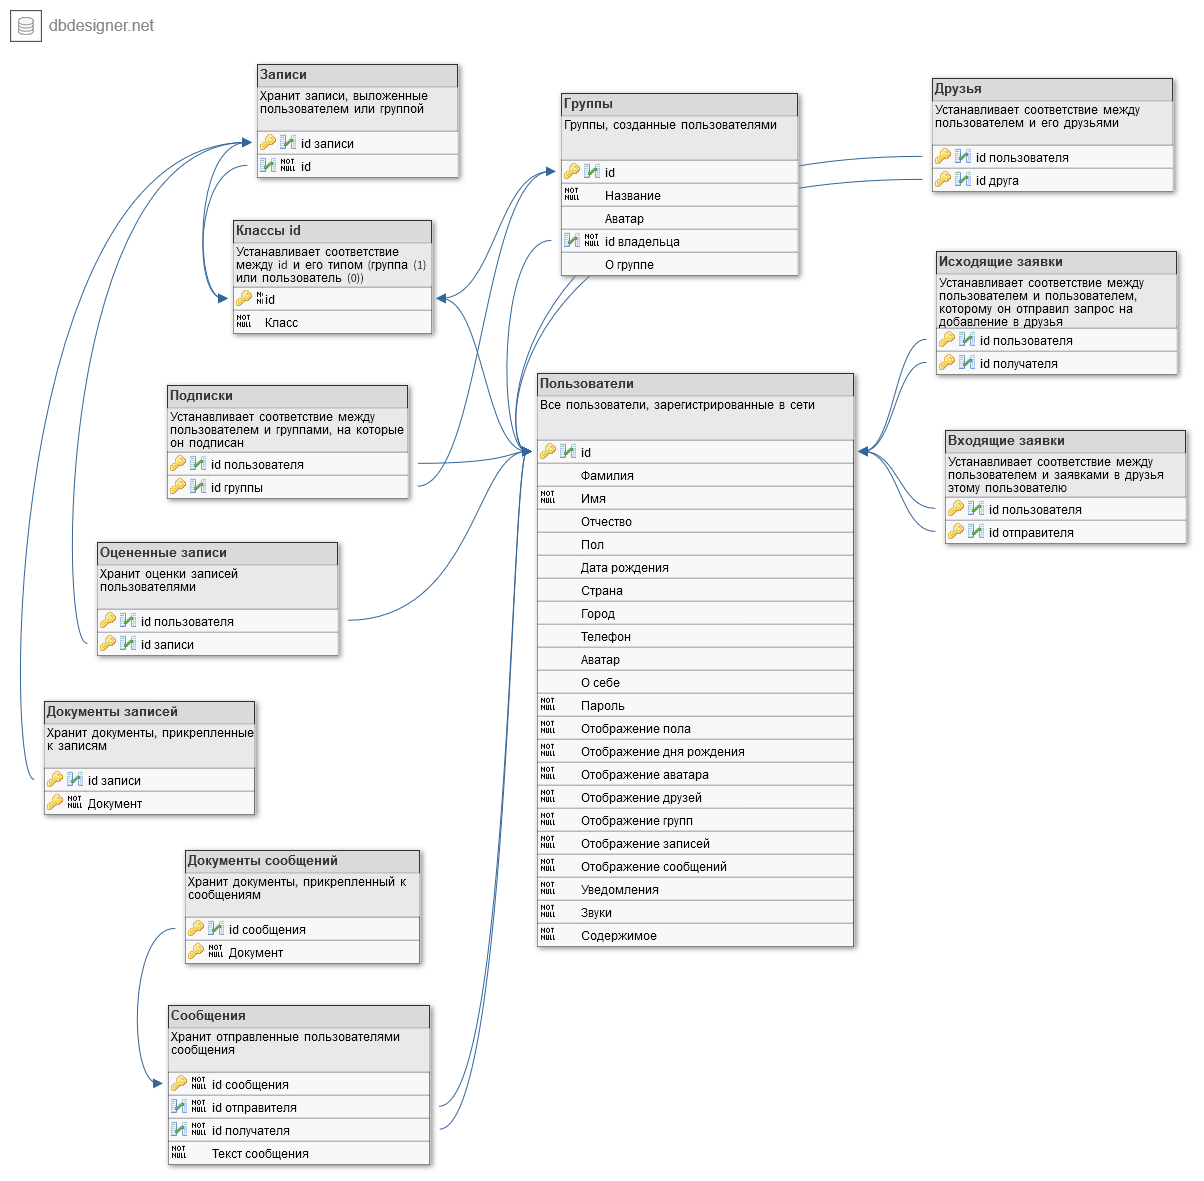 dbdesigner.net
Записи
Хранит записи, выложенные
пользователем или группой
id записи
NOT NULL id
Классы id
Устанавливает соответствие
между id и его типом (группа (1)
или пользователь (0))
id
NOT NULL Класс
Подписки
Устанавливает соответствие между
пользователем и группами, на которые
он подписан
id пользователя
id группы
Оцененные записи
Хранит оценки записей
пользователями
id пользователя
id записи
Документы записей
Хранит документы, прикрепленные
к записям
id записи
NOT NULL Документ
Документы сообщений
Хранит документы, прикрепленный к
сообщениям
id сообщения
NOT NULL Документ
Сообщения
Хранит отправленные пользователями
сообщения
NOT NULL id сообщения
NOT NULL id отправителя
NOT NULL id получателя
NOT NULL Текст сообщения
Группы
Группы, созданные пользователями
id
NOT NULL Название
Аватар
NOT NULL id владельца
О группе
Пользователи
Все пользователи, зарегистрированные в сети
id
Фамилия
NOT NULL Имя
Отчество
Пол
Дата рождения
Страна
Город
Телефон
Аватар
О себе
NOT NULL Пароль
NOT NULL Отображение пола
NOT NULL Отображение дня рождения
NOT NULL Отображение аватара
NOT NULL Отображение друзей
NOT NULL Отображение групп
NOT NULL Отображение записей
NOT NULL Отображение сообщений
NOT NULL Уведомления
NOT NULL Звуки
NOT NULL Содержимое
Друзья
Устанавливает соответствие между
пользователем и его друзьями
id пользователя
id друга
Исходящие заявки
Устанавливает соответствие между
пользователем и пользователем,
которому он отправил запрос на
добавление в друзья
id пользователя
id получателя
Входящие заявки
Устанавливает соответствие между
пользователем и заявками в друзья
этому пользователю
id пользователя
id отправителя